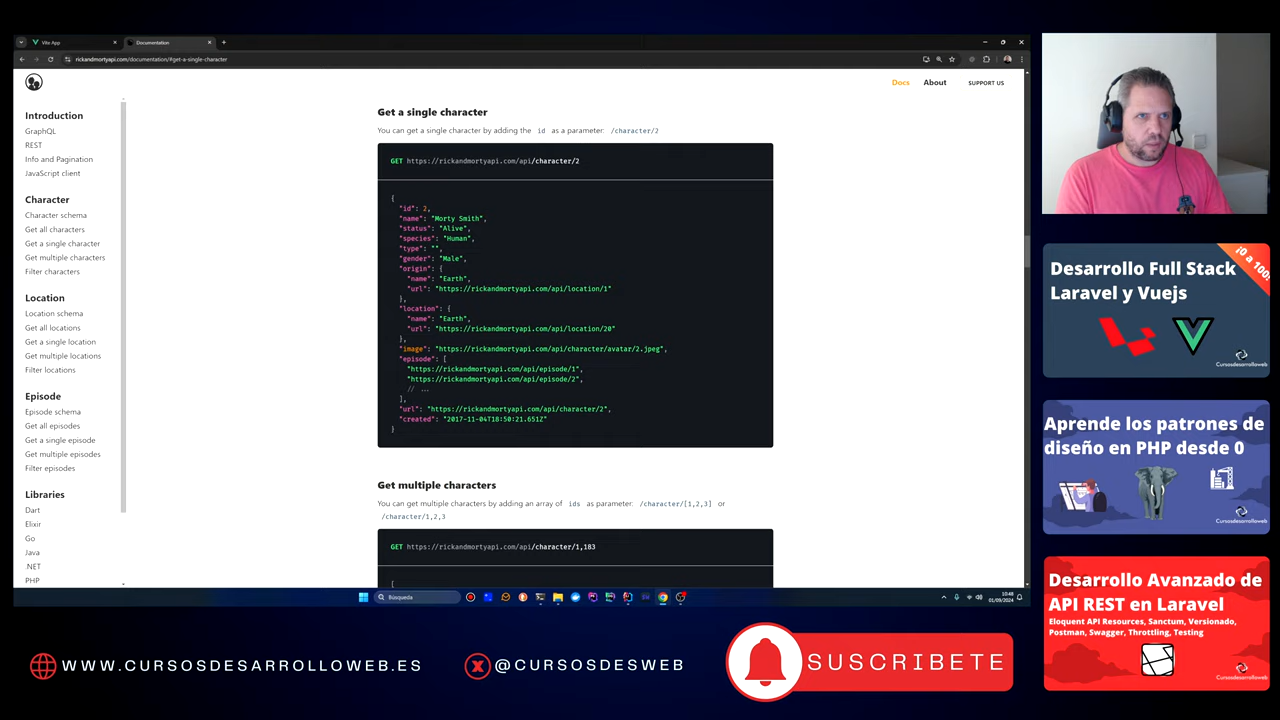 Vite App
Documentation
rickandmortyapi.com/documentation/#get-a-single-character
Docs
About
SUPPORT US
Introduction
GraphQL
REST
Info and Pagination
JavaScript client
Character
Character schema
Get all characters
Get a single character
Get multiple characters
Filter characters
Location
Location schema
Get all locations
Get a single location
Get multiple locations
Filter locations
Episode
Episode schema
Get all episodes
Get a single episode
Get multiple episodes
Filter episodes
Libraries
Dart
Elixir
Go
Java
.NET
PHP
Get a single character
You can get a single character by adding the id as a parameter: /character/2
GET https://rickandmortyapi.com/api/character/2
{
"id": 2,
"name": "Morty Smith",
"status": "Alive",
"species": "Human",
"type": "",
"gender": "Male",
"origin": {
"name": "Earth",
"url": "https://rickandmortyapi.com/api/location/1"
},
"location": {
"name": "Earth",
"url": "https://rickandmortyapi.com/api/location/20"
},
"image": "https://rickandmortyapi.com/api/character/avatar/2.jpeg",
"episode": [
"https://rickandmortyapi.com/api/episode/1",
"https://rickandmortyapi.com/api/episode/2",
// ...
],
"url": "https://rickandmortyapi.com/api/character/2",
"created": "2017-11-04T18:50:21.651Z"
}
Get multiple characters
You can get multiple characters by adding an array of ids as parameter: /character/[1,2,3] or
/character/1,2,3
GET https://rickandmortyapi.com/api/character/1,183
[
Búsqueda
10:48
01/09/2024
¡0 a 100!
Desarrollo Full Stack
Laravel y Vuejs
Cursosdesarrolloweb
Aprende los patrones de
diseño en PHP desde 0
Cursosdesarrolloweb
Desarrollo Avanzado de
API REST en Laravel
Eloquent API Resources, Sanctum, Versionado,
Postman, Swagger, Throttling, Testing
Cursosdesarrolloweb
WWW.CURSOSDESARROLLOWEB.ES
X
@CURSOSDESWEB
SUSCRIBETE